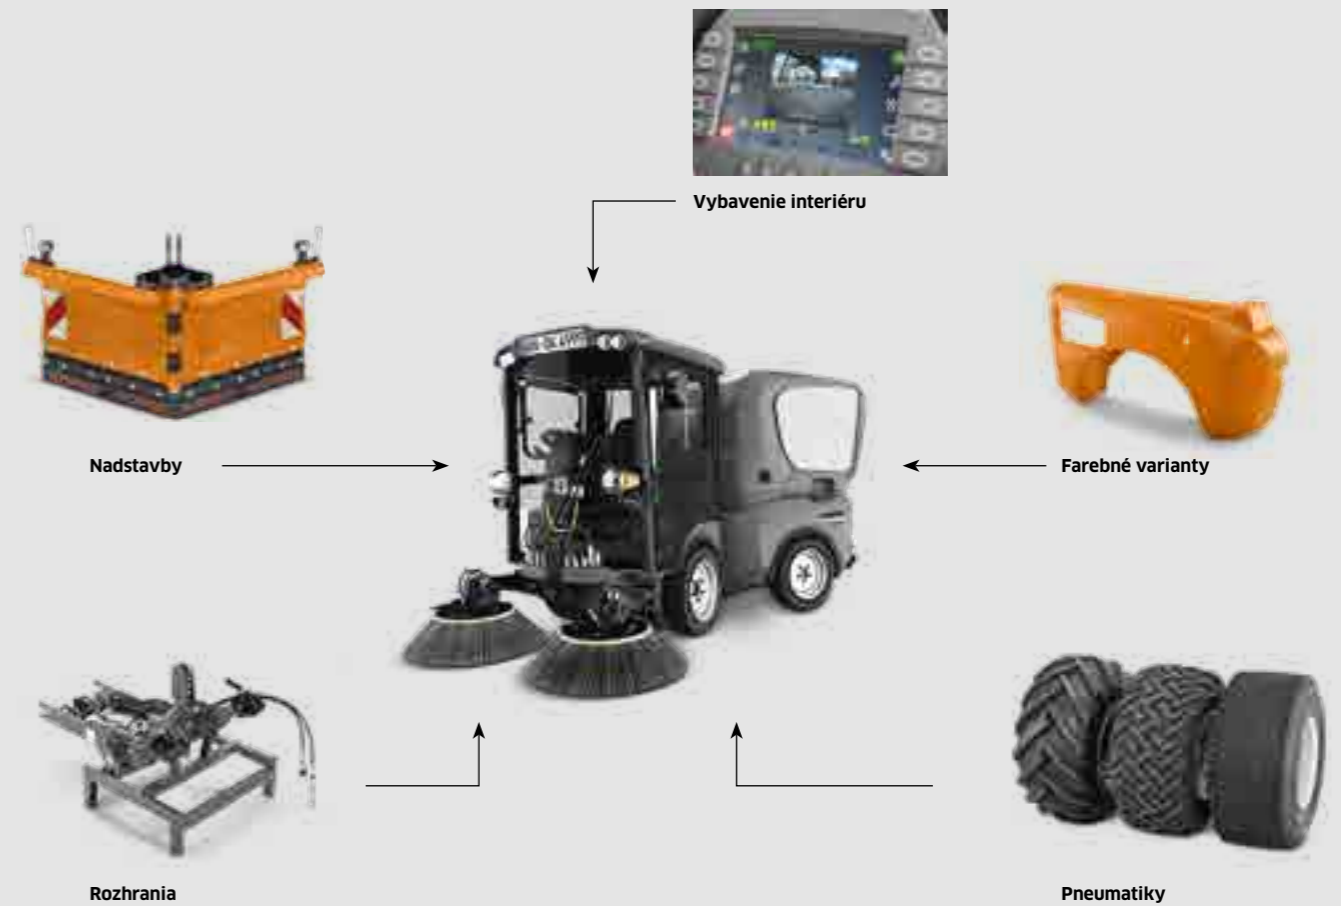 Vybavenie interiéru
Nadstavby
Farebné varianty
Rozhrania
Pneumatiky